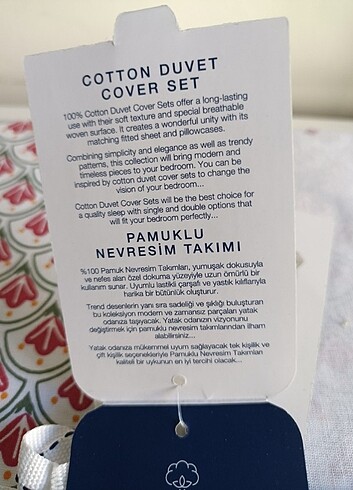 COTTON DUVET
COVER SET
100% Cotton Duvet Cover Sets offer a long-lasting
use with their soft texture and special breathable
woven surface. It creates a wonderful unity with its
matching fitted sheet and pillowcases.
Combining simplicity and elegance as well as trendy
patterns, this collection will bring modern and
timeless pieces to your bedroom. You can be
inspired by cotton duvet cover sets to change the
vision of your bedroom...
Cotton Duvet Cover Sets will be the best choice for
a quality sleep with single and double options that
will fit your bedroom perfectly...
PAMUKLU
NEVRESİM TAKIMI
%100 Pamuk Nevresim Takımları, yumuşak dokusuyla
ve nefes alan özel dokuma yüzeyiyle uzun ömürlü bir
kullanım sunar. Uyumlu lastikli çarşafı ve yastık kılıflarıyla
harika bir bütünlük oluşturur.
Trend desenlerin yanı sıra sadeliği ve şıklığı buluşturan
bu koleksiyon modern ve zamansız parçaları yatak
odanıza taşıyacak. Yatak odanızın vizyonunu
değiştirmek için pamuklu nevresim takımlarından ilham
alabilirsiniz...
Yatak odanıza mükemmel uyum sağlayacak tek kişilik ve
çift kişilik seçenekleriyle Pamuklu Nevresim Takımları
kaliteli bir uykunun en iyi tercihi olacak...